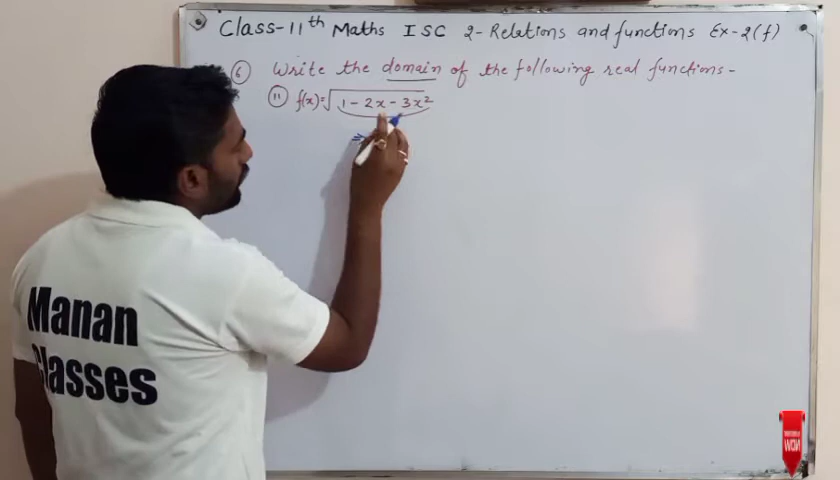 Class-11th Maths ISC 2-Relations and functions Ex-2(f)
⑥ Write the domain of the following real functions-
⑪ f(x)=√(1-2x-3x²)
Manan
Classes